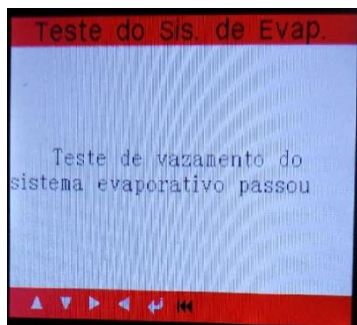 Teste do Sis. de Evap.
Teste de vazamento do
sistema evaporativo passou